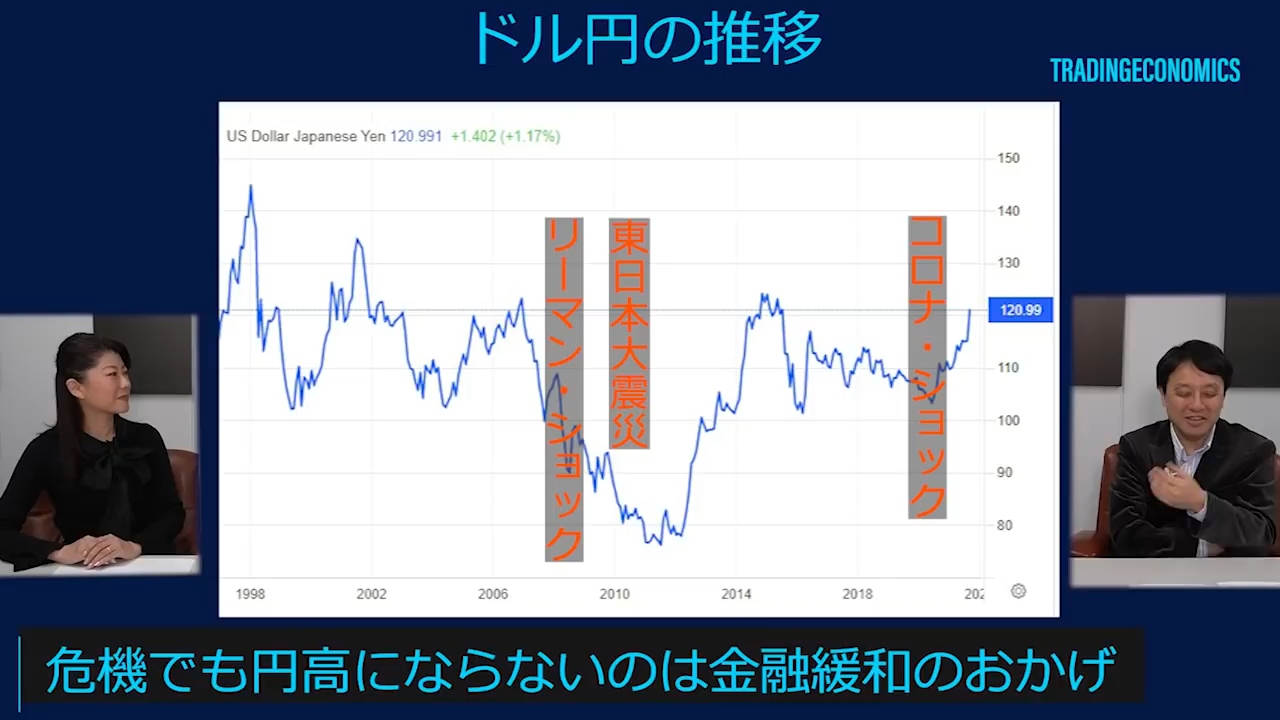 ドル円の推移
TRADINGECONOMICS
US Dollar Japanese Yen 120.991 +1.402 (+1.17%)
150
140
130
120.99
110
100
90
80
リーマン・ショック
東日本大震災
コロナ・ショック
1998 2002 2006 2010 2014 2018
危機でも円高にならないのは金融緩和のおかげ